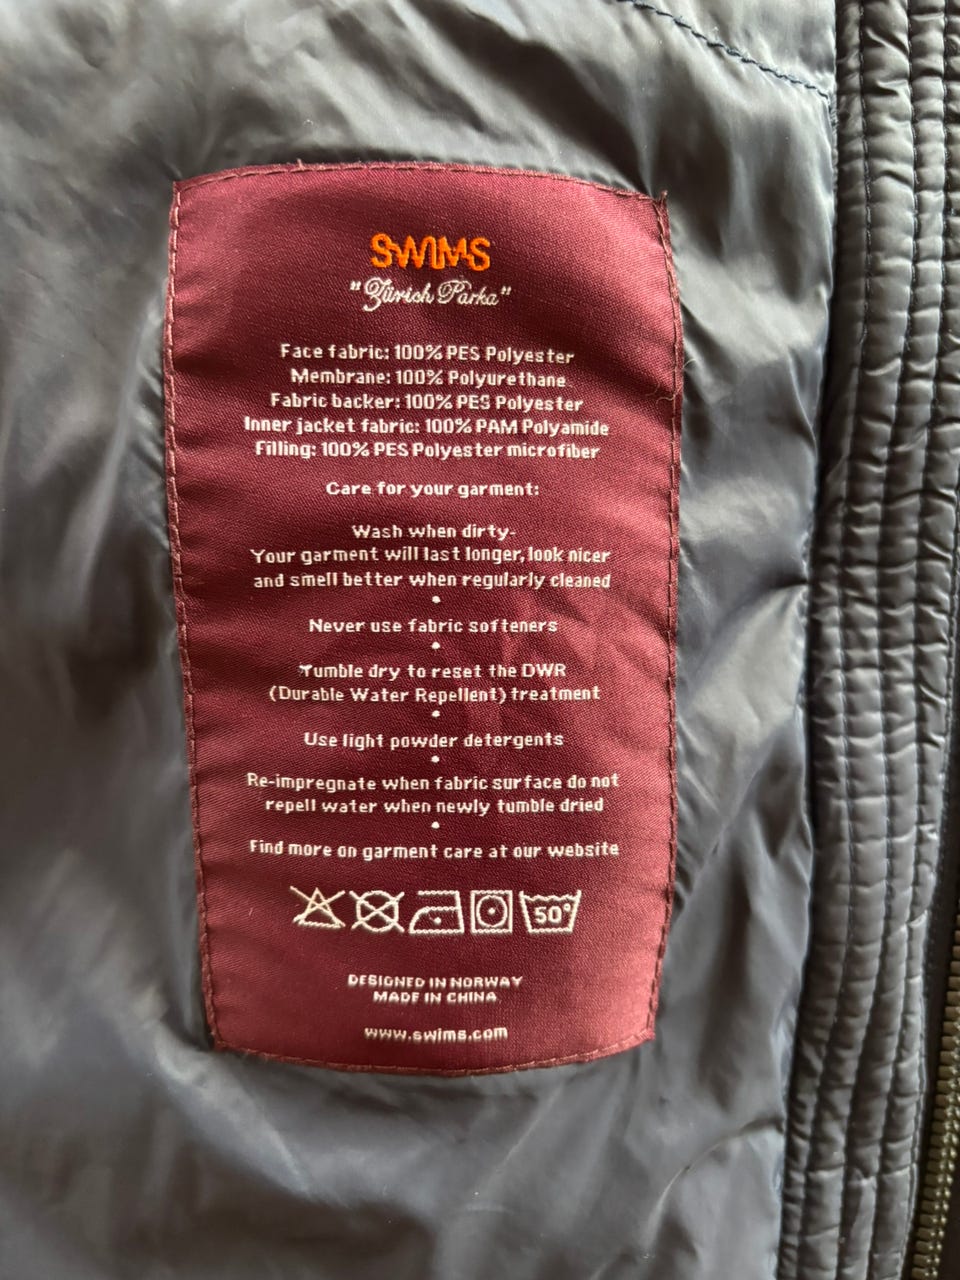 SWIMS
"Zürich Parka"
Face fabric: 100% PES Polyester
Membrane: 100% Polyurethane
Fabric backer: 100% PES Polyester
Inner jacket fabric: 100% PAM Polyamide
Filling: 100% PES Polyester microfiber
Care for your garment:
Wash when dirty-
Your garment will last longer, look nicer
and smell better when regularly cleaned
•
Never use fabric softeners
•
Tumble dry to reset the DWR
(Durable Water Repellent) treatment
•
Use light powder detergents
•
Re-impregnate when fabric surface do not
repell water when newly tumble dried
•
Find more on garment care at our website
50°
DESIGNED IN NORWAY
MADE IN CHINA
www.swims.com